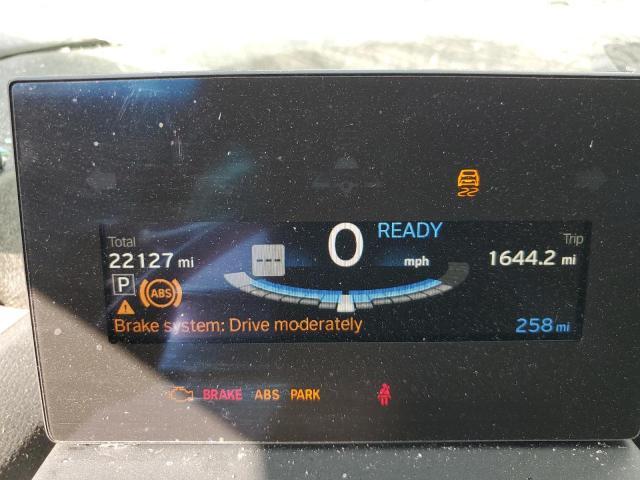 READY
Total
0
Trip
22127 mi
---
mph
1644.2 mi
P
ABS
Brake system: Drive moderately
258 mi
BRAKE ABS PARK